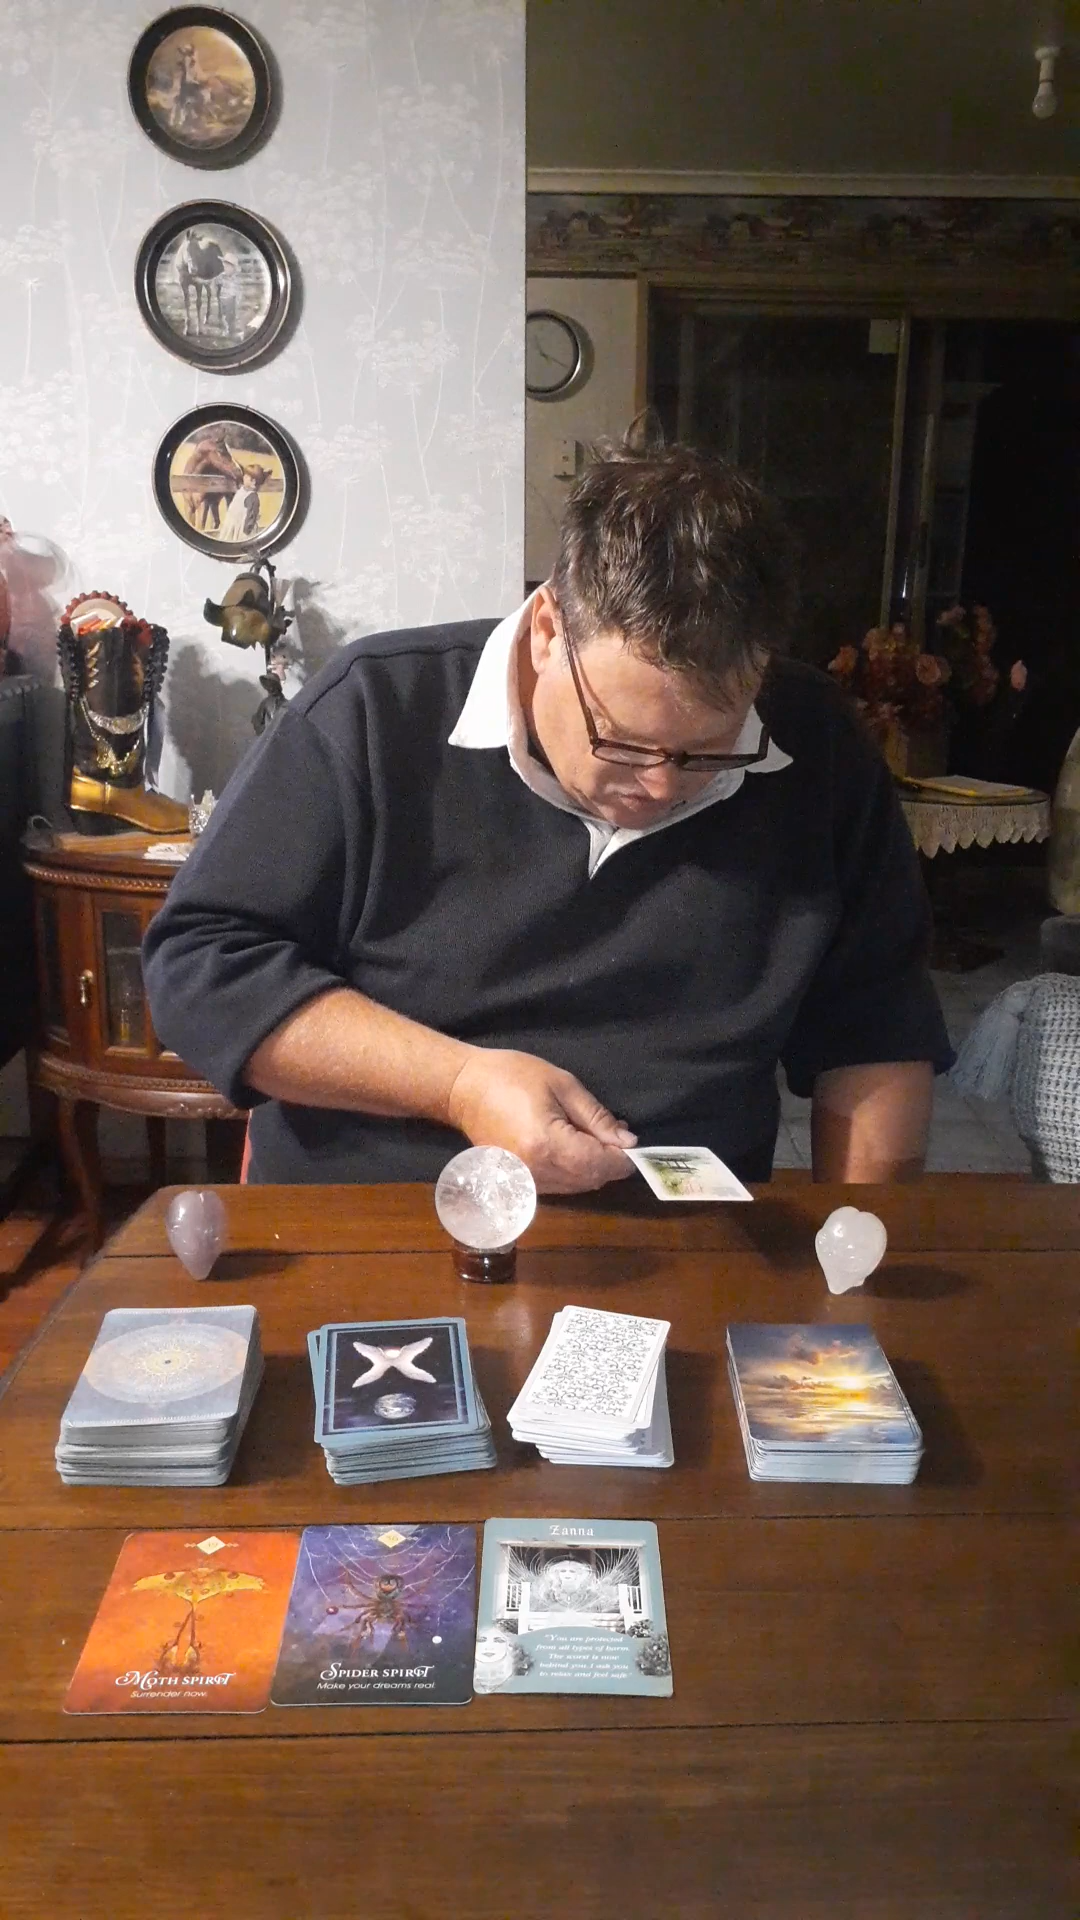 MOTH SPIRIT
Surrender now.
SPIDER SPIRIT
Make your dreams real.
Zanna
"You are protected
from all types of harm.
The worst is now
behind you. I ask you
to relax and feel safe."